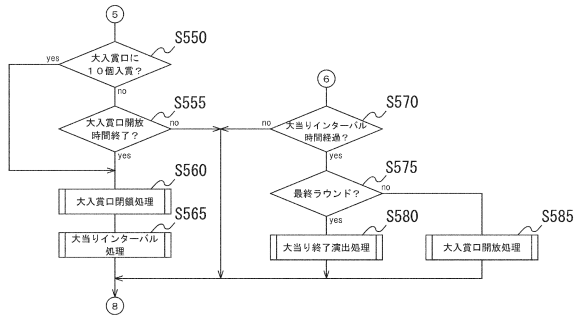 5
S550
yes
大入賞口に
10個入賞？
no
S555
大入賞口開放
時間終了？
no
yes
S560
大入賞口閉鎖処理
S565
大当りインターバル
処理
6
S570
no
大当りインターバル
時間経過？
yes
S575
最終ラウンド？
no
yes
S580
大当り終了演出処理
S585
大入賞口開放処理
8